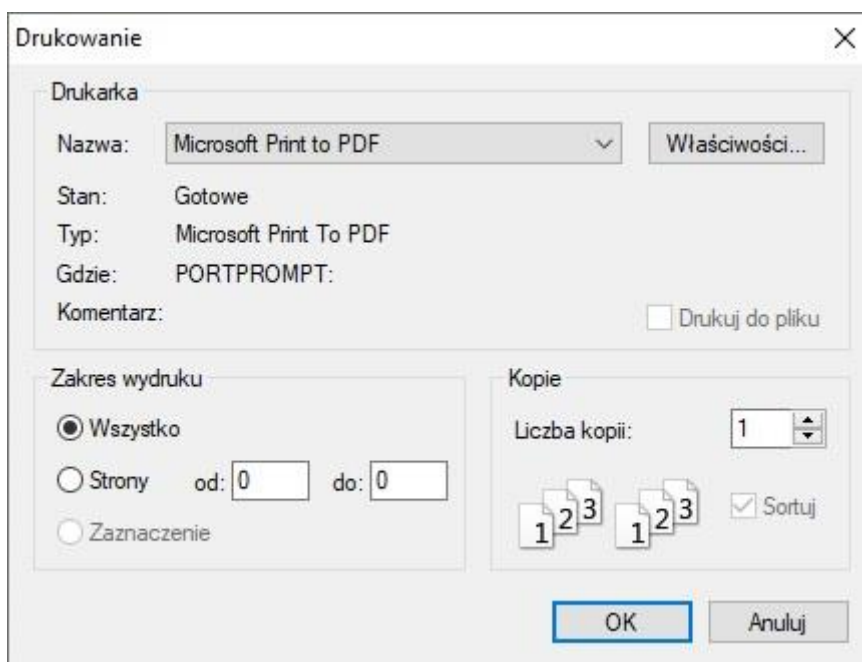 Drukowanie
Drukarka
Nazwa: Microsoft Print to PDF Właściwości...
Stan: Gotowe
Typ: Microsoft Print To PDF
Gdzie: PORTPROMPT:
Komentarz: Drukuj do pliku
Zakres wydruku
Wszystko
Strony od: 0 do: 0
Zaznaczenie
Kopie
Liczba kopii: 1
1 2 3 1 2 3 Sortuj
OK Anuluj